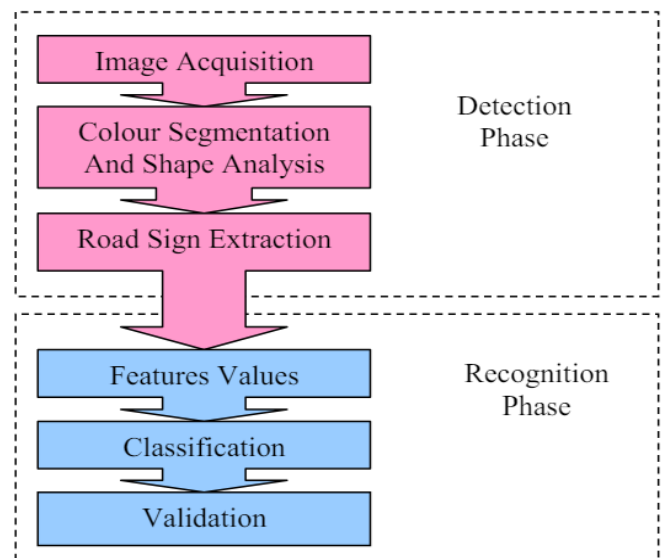 Image Acquisition
Colour Segmentation
And Shape Analysis
Road Sign Extraction
Detection
Phase
Features Values
Classification
Validation
Recognition
Phase